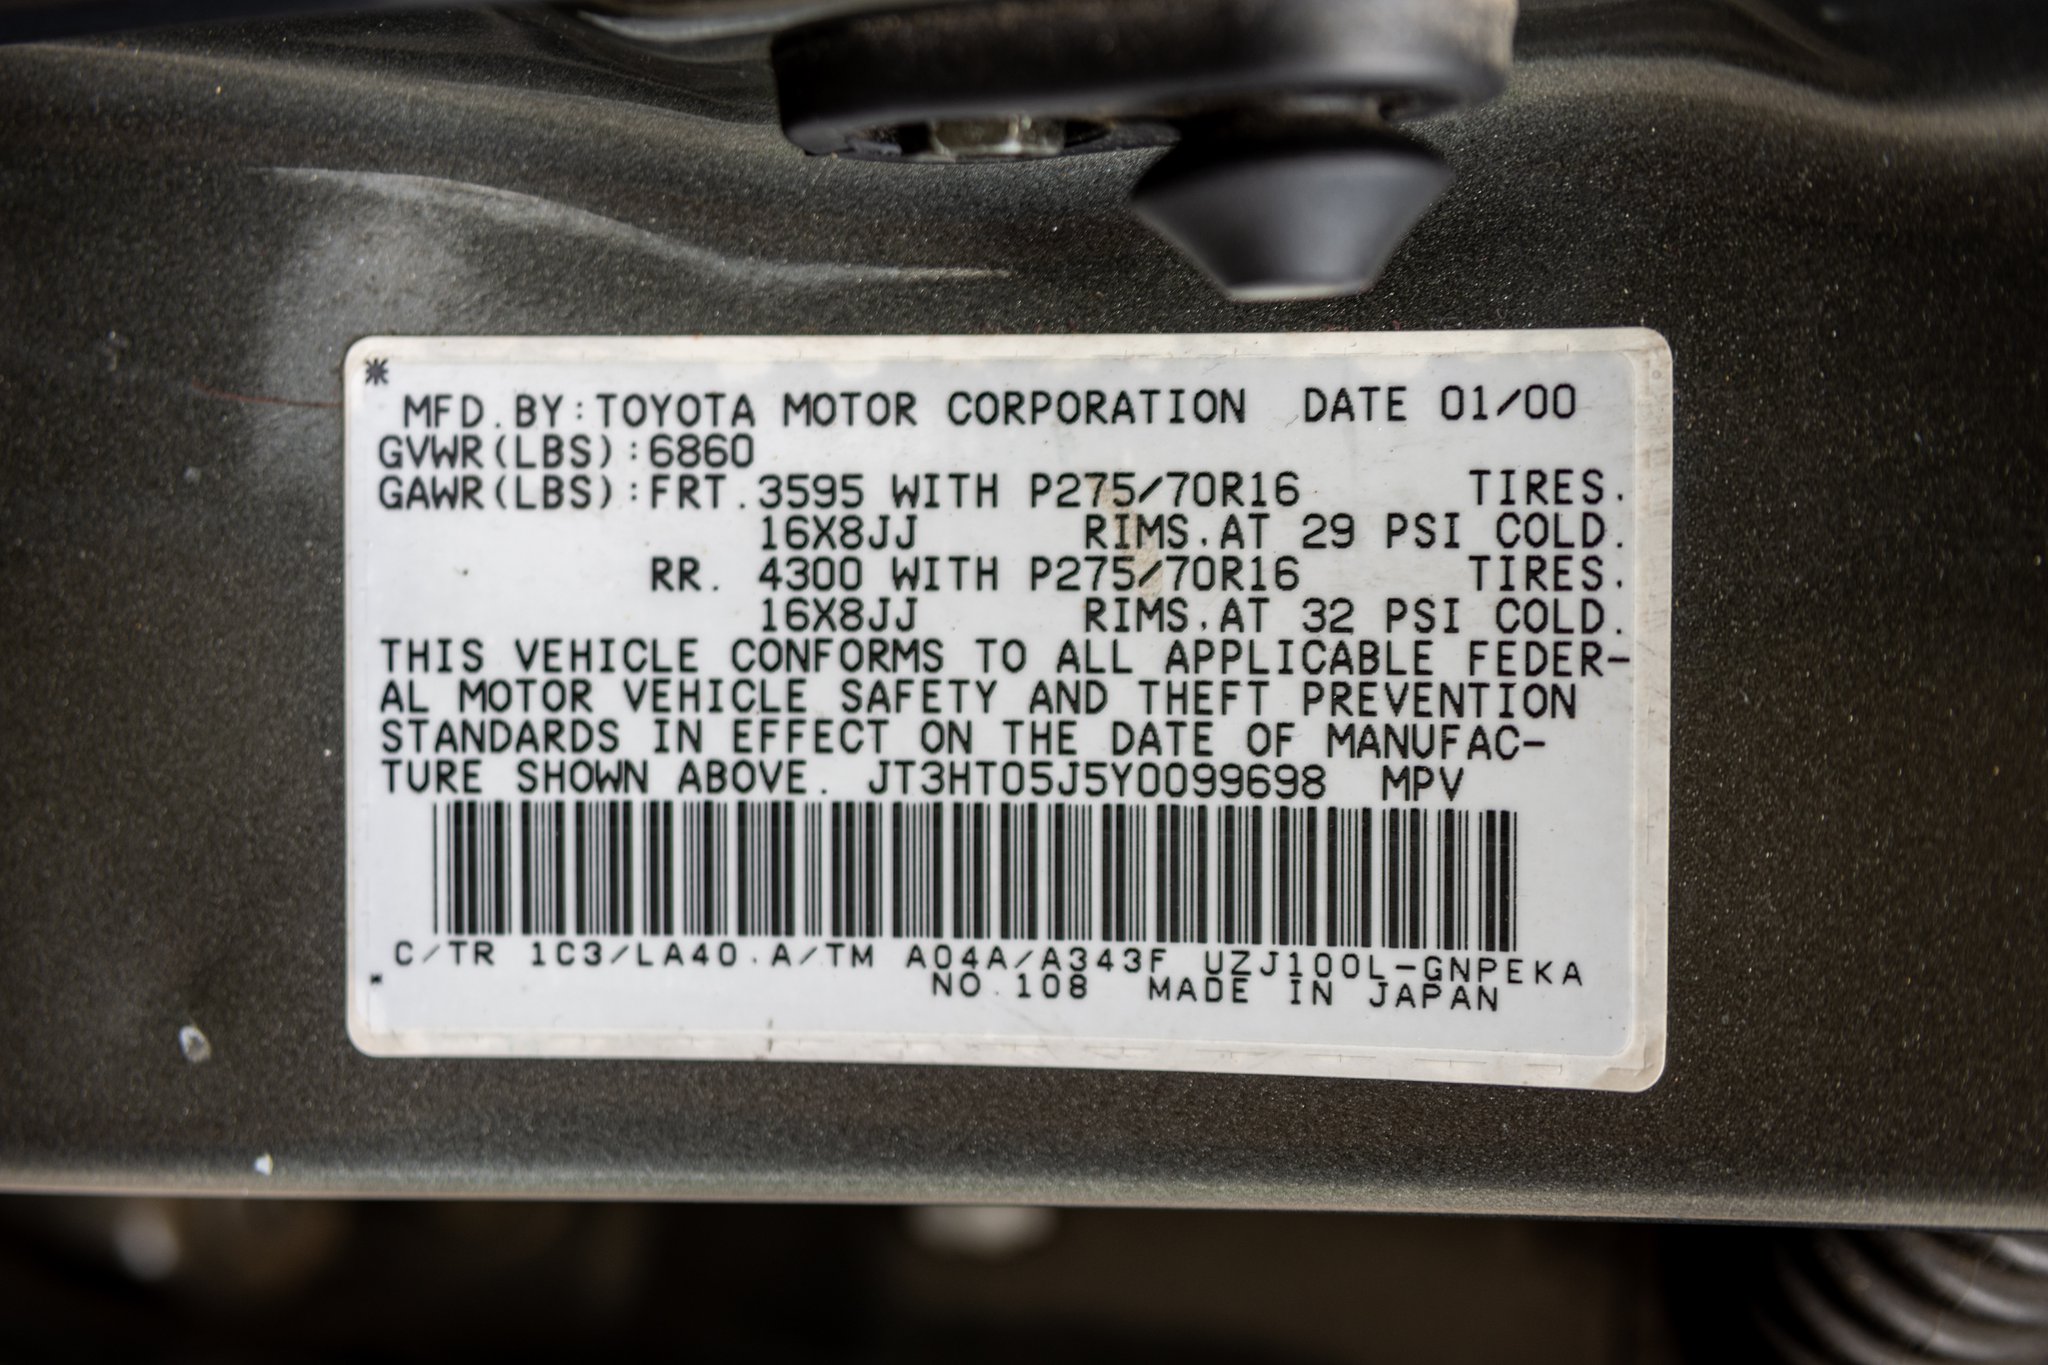 MFD.BY:TOYOTA MOTOR CORPORATION DATE 01/00
GVWR(LBS):6860
GAWR(LBS):FRT.3595 WITH P275/70R16 TIRES.
16X8JJ RIMS.AT 29 PSI COLD.
RR. 4300 WITH P275/70R16 TIRES.
16X8JJ RIMS.AT 32 PSI COLD.
THIS VEHICLE CONFORMS TO ALL APPLICABLE FEDER-
AL MOTOR VEHICLE SAFETY AND THEFT PREVENTION
STANDARDS IN EFFECT ON THE DATE OF MANUFAC-
TURE SHOWN ABOVE. JT3HT05J5Y0099698 MPV
C/TR 1C3/LA40.A/TM A04A/A343F UZJ100L-GNPEKA
NO.108 MADE IN JAPAN